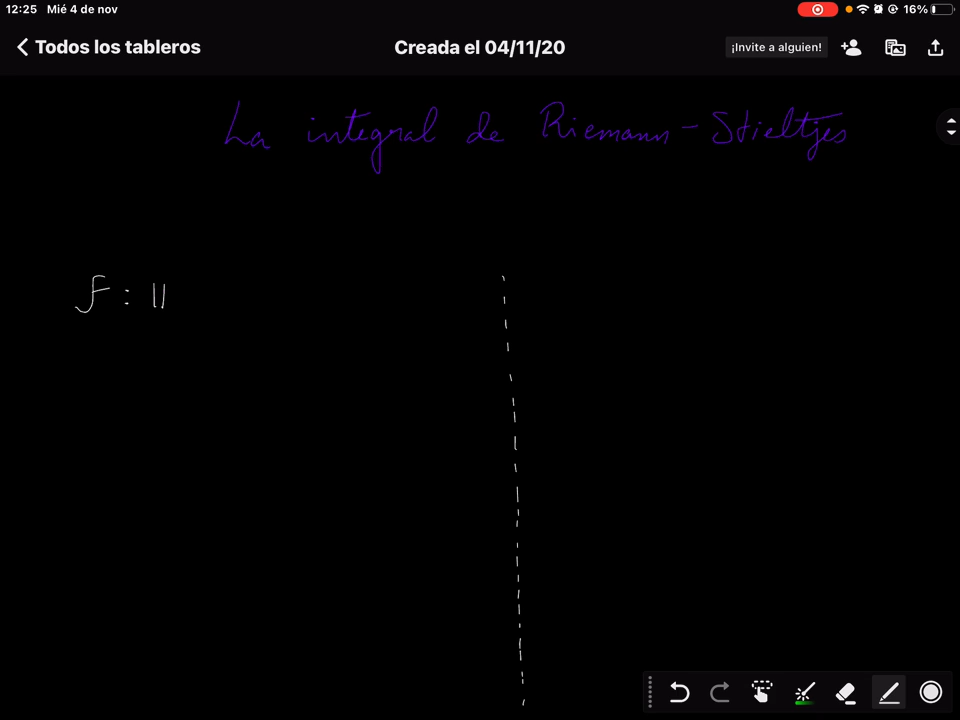 12:25 Mié 4 de nov 16%
Todos los tableros Creada el 04/11/20 ¡Invite a alguien!
La integral de Riemann-Stieltjes
F: ||